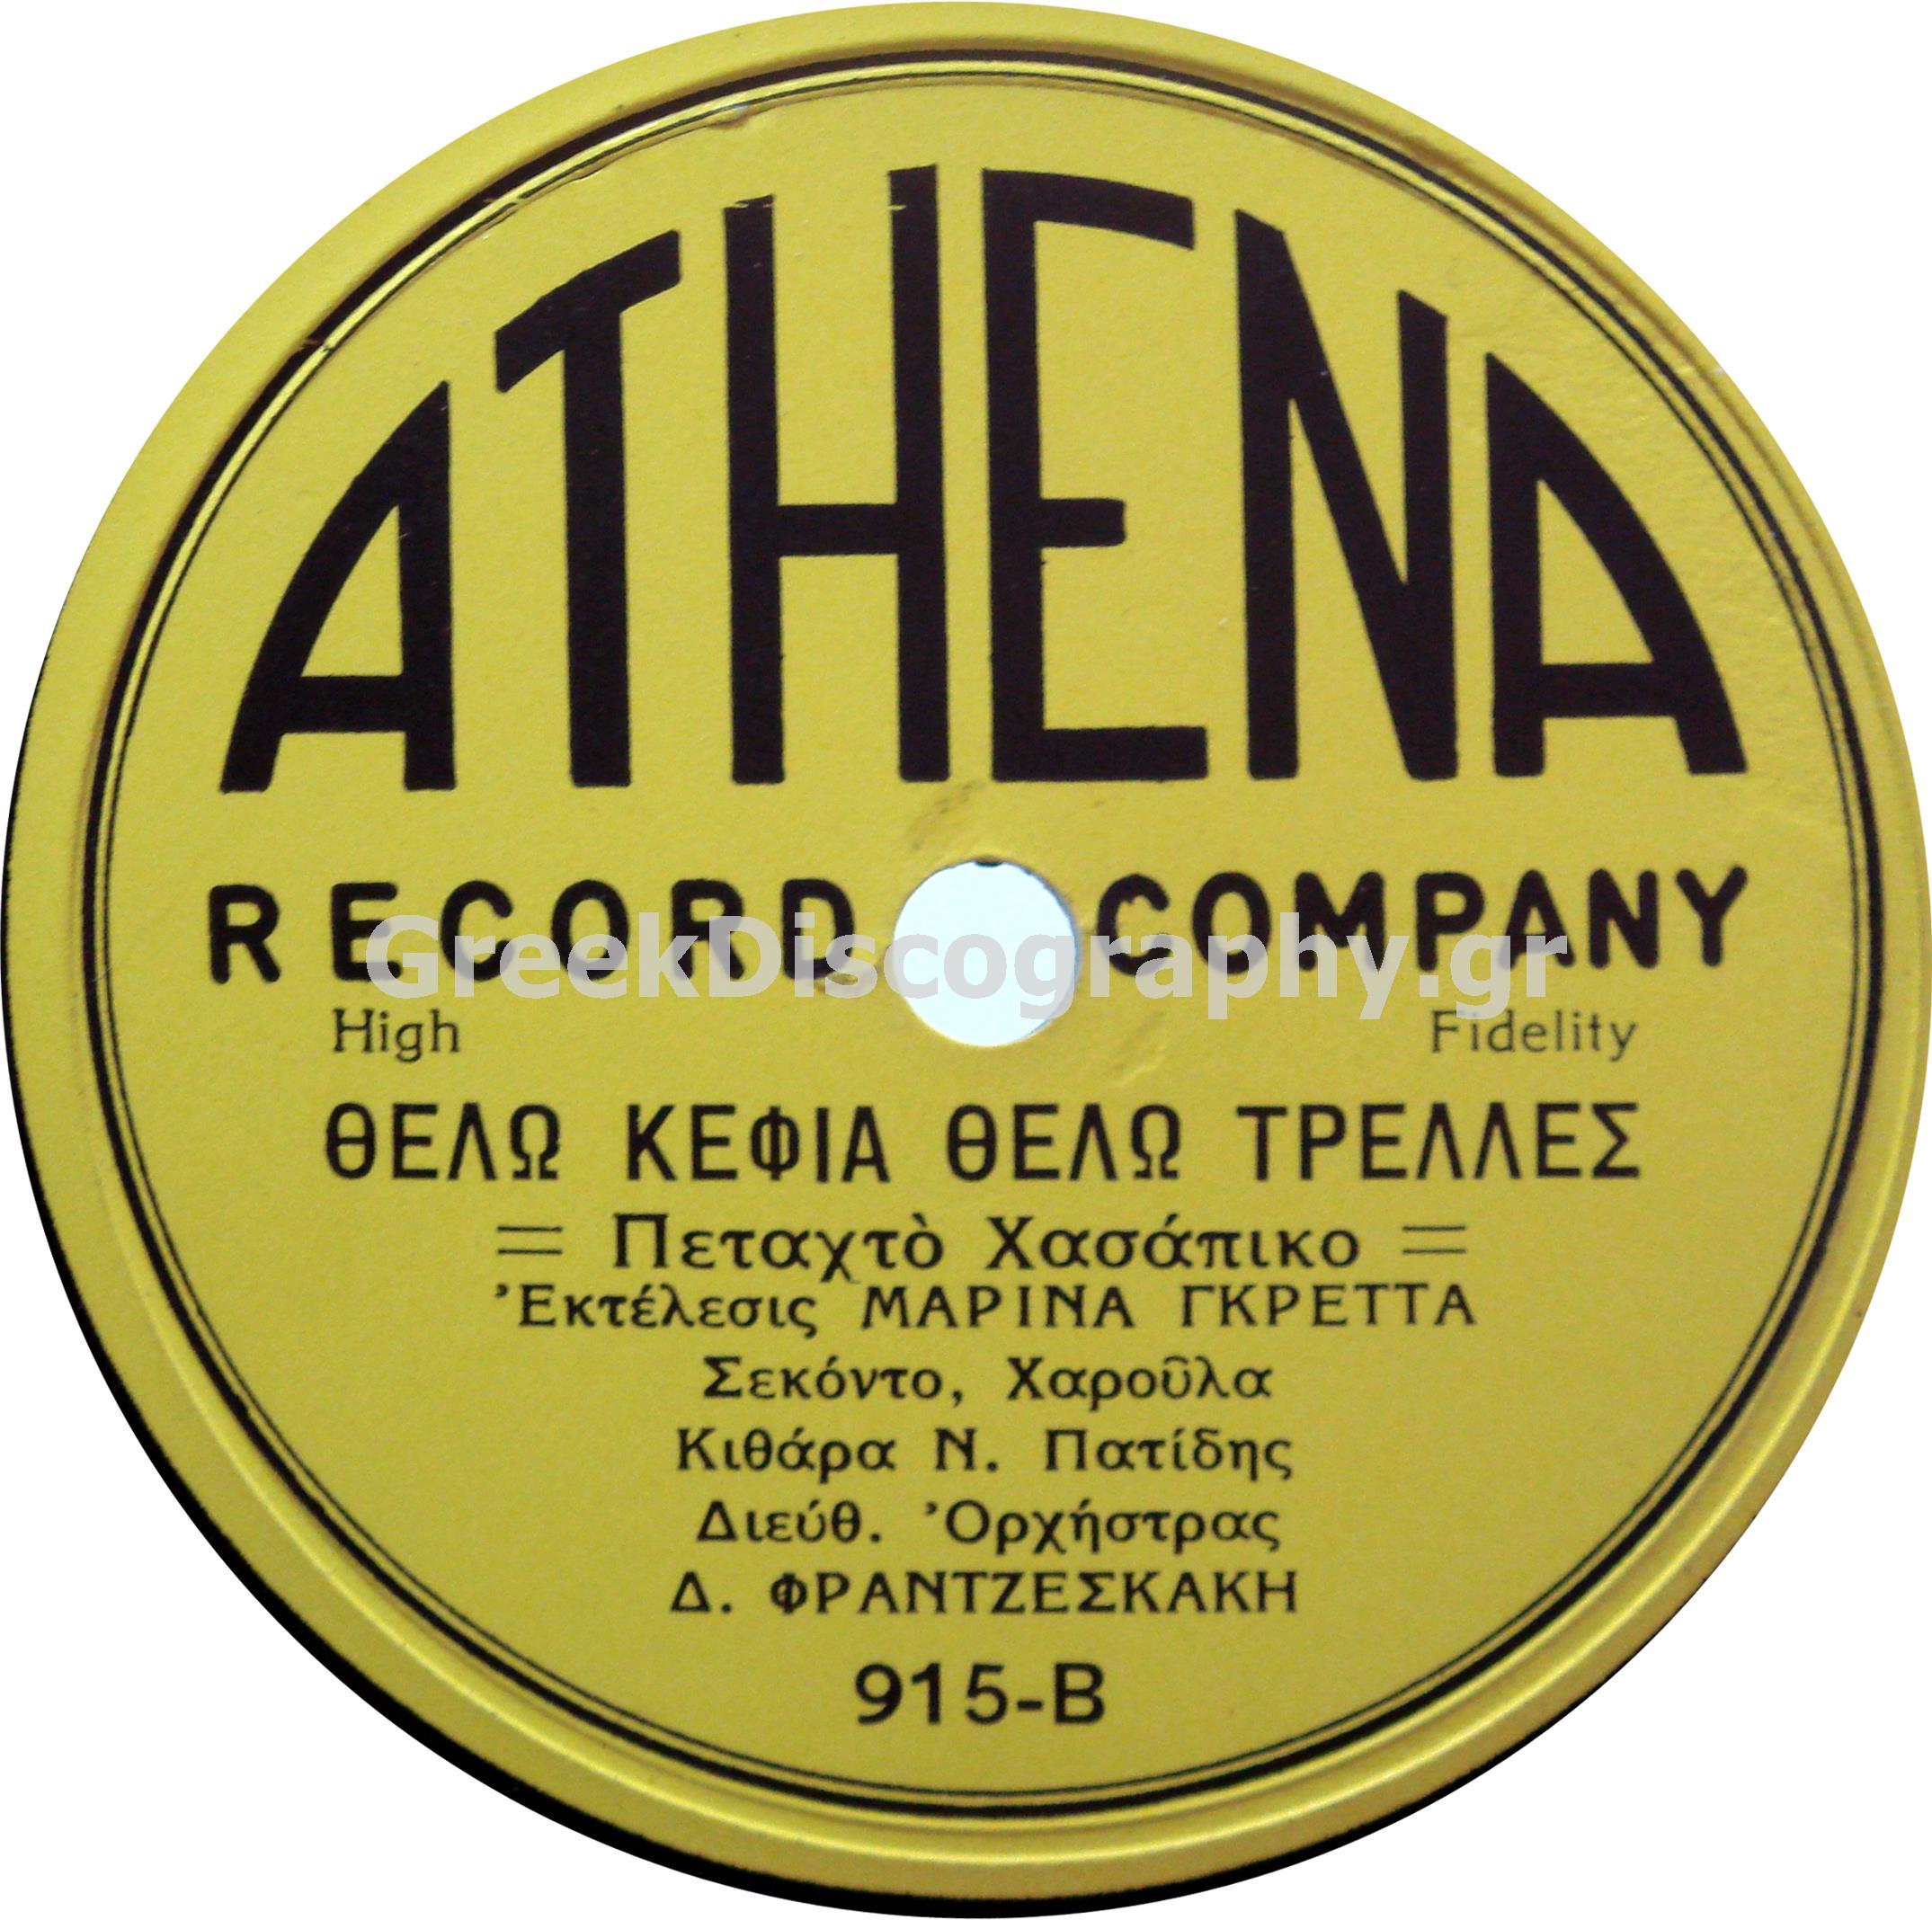 ATHENA
RECORD COMPANY
GreekDiscography.gr
High Fidelity
ΘΕΛΩ ΚΕΦΙΑ ΘΕΛΩ ΤΡΕΛΛΕΣ
= Πεταχτὸ Χασάπικο =
Ἐκτέλεσις ΜΑΡΙΝΑ ΓΚΡΕΤΤΑ
Σεκόντο, Χαροῦλα
Κιθάρα Ν. Πατίδης
Διεύθ. Ὀρχήστρας
Δ. ΦΡΑΝΤΖΕΣΚΑΚΗ
915-B